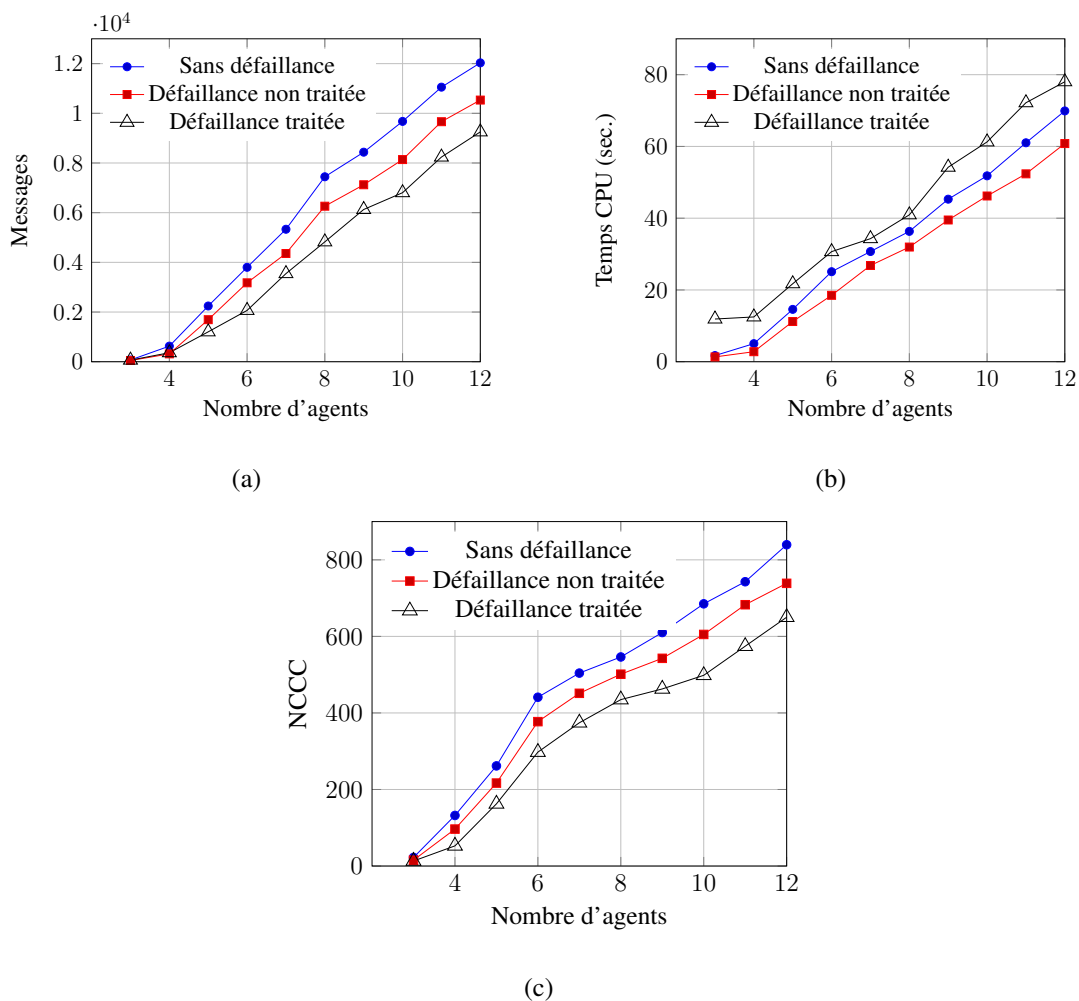 ·10⁴
1.2
1
0.8
0.6
0.4
0.2
0
Messages
Sans défaillance
Défaillance non traitée
Défaillance traitée
4 6 8 10 12
Nombre d'agents
(a)
80
60
40
20
0
Temps CPU (sec.)
Sans défaillance
Défaillance non traitée
Défaillance traitée
4 6 8 10 12
Nombre d'agents
(b)
800
600
400
200
0
NCCC
Sans défaillance
Défaillance non traitée
Défaillance traitée
4 6 8 10 12
Nombre d'agents
(c)